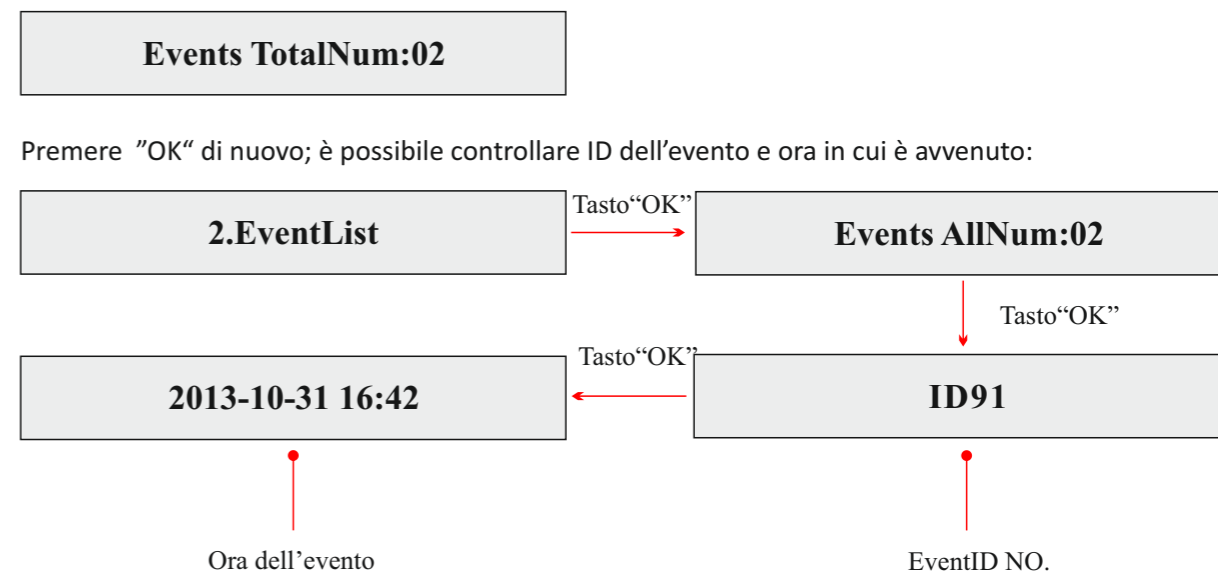 Events TotalNum:02
Premere ”OK“ di nuovo; è possibile controllare ID dell’evento e ora in cui è avvenuto:
2.EventList
Tasto“OK”
Events AllNum:02
Tasto“OK”
2013-10-31 16:42
Tasto“OK”
ID91
Ora dell’evento
EventID NO.